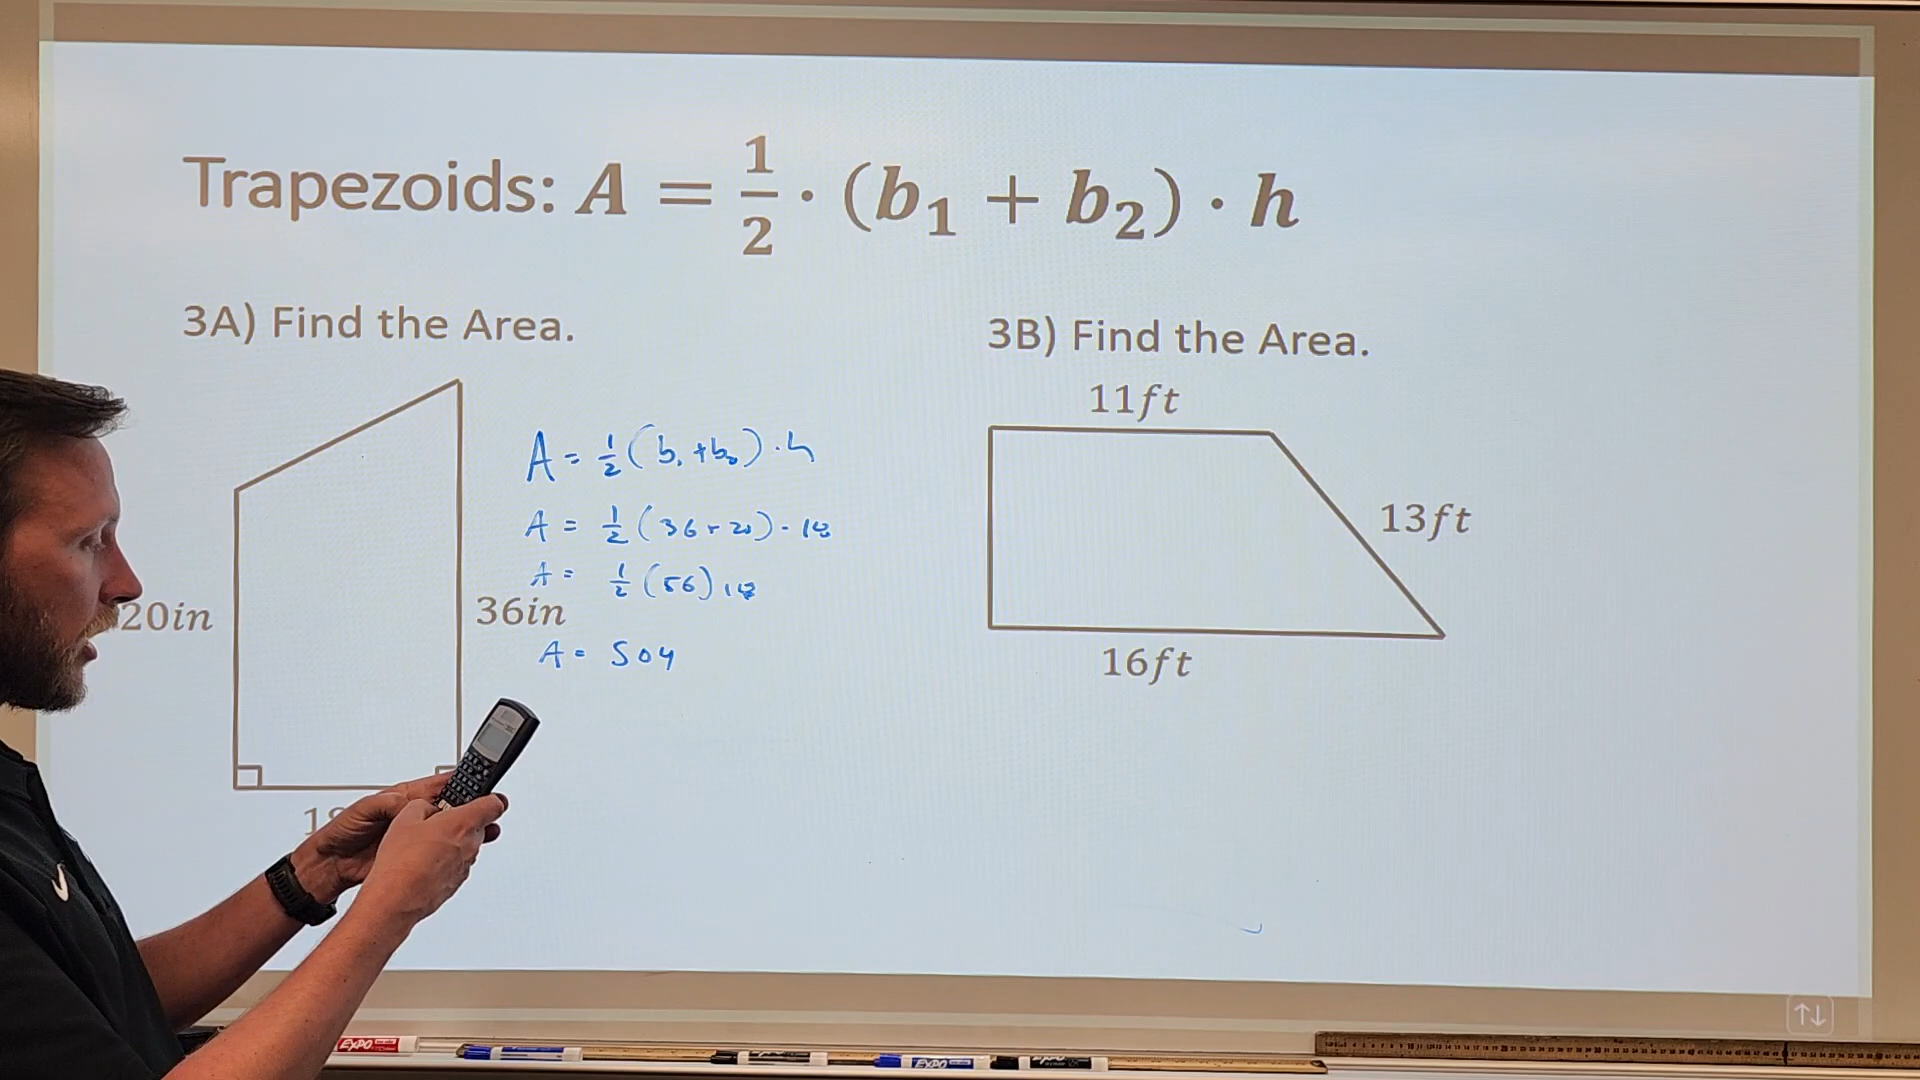 Trapezoids: A = 1/2 · (b₁ + b₂) · h
3A) Find the Area.
20in
36in
A = 1/2 (b₁ + b₂) · h
A = 1/2 (36 + 20) · 18
A = 1/2 (56) 18
A = 504
3B) Find the Area.
11ft
13ft
16ft
EXPO
EXPO
EXPO